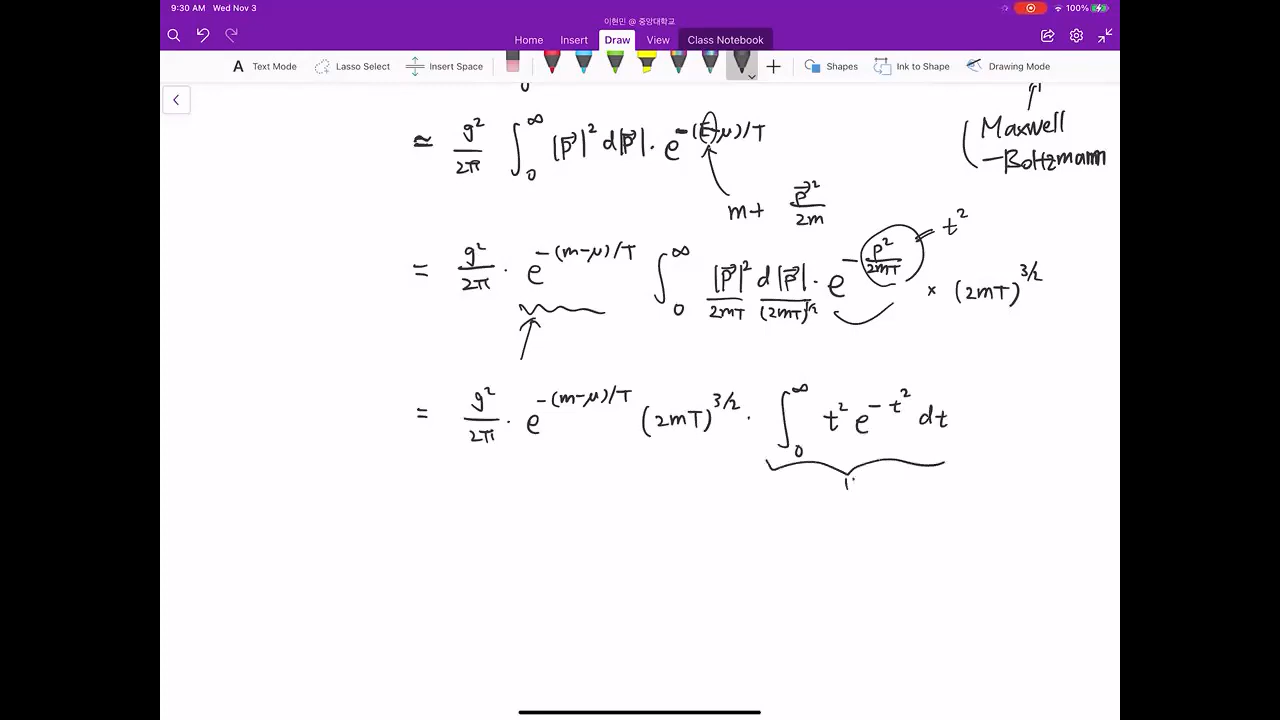 9:30 AM Wed Nov 3
100%
이현민 @ 중앙대학교
Home Insert Draw View Class Notebook
A Text Mode Lasso Select Insert Space Shapes Ink to Shape Drawing Mode
0
≃ g²/2π ∫₀^∞ |p⃗|² d|p⃗| · e^{-(E-μ)/T}
(Maxwell
-Boltzmann
m+ p⃗²/2m
= g²/2π · e^{-(m-μ)/T} ∫₀^∞ |p⃗|²/2mT d|p⃗|/(2mT)^{1/2} · e^{-p²/2mT} = t² × (2mT)^{3/2}
= g²/2π · e^{-(m-μ)/T} (2mT)^{3/2} · ∫₀^∞ t² e^{-t²} dt